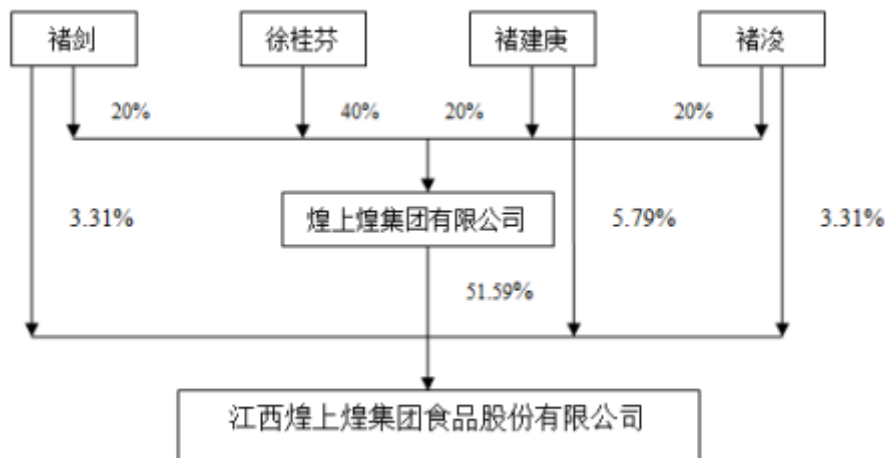 褚剑 徐桂芬 褚建庚 褚浚
20% 40% 20% 20%
煌上煌集团有限公司
3.31% 5.79% 3.31%
51.59%
江西煌上煌集团食品股份有限公司